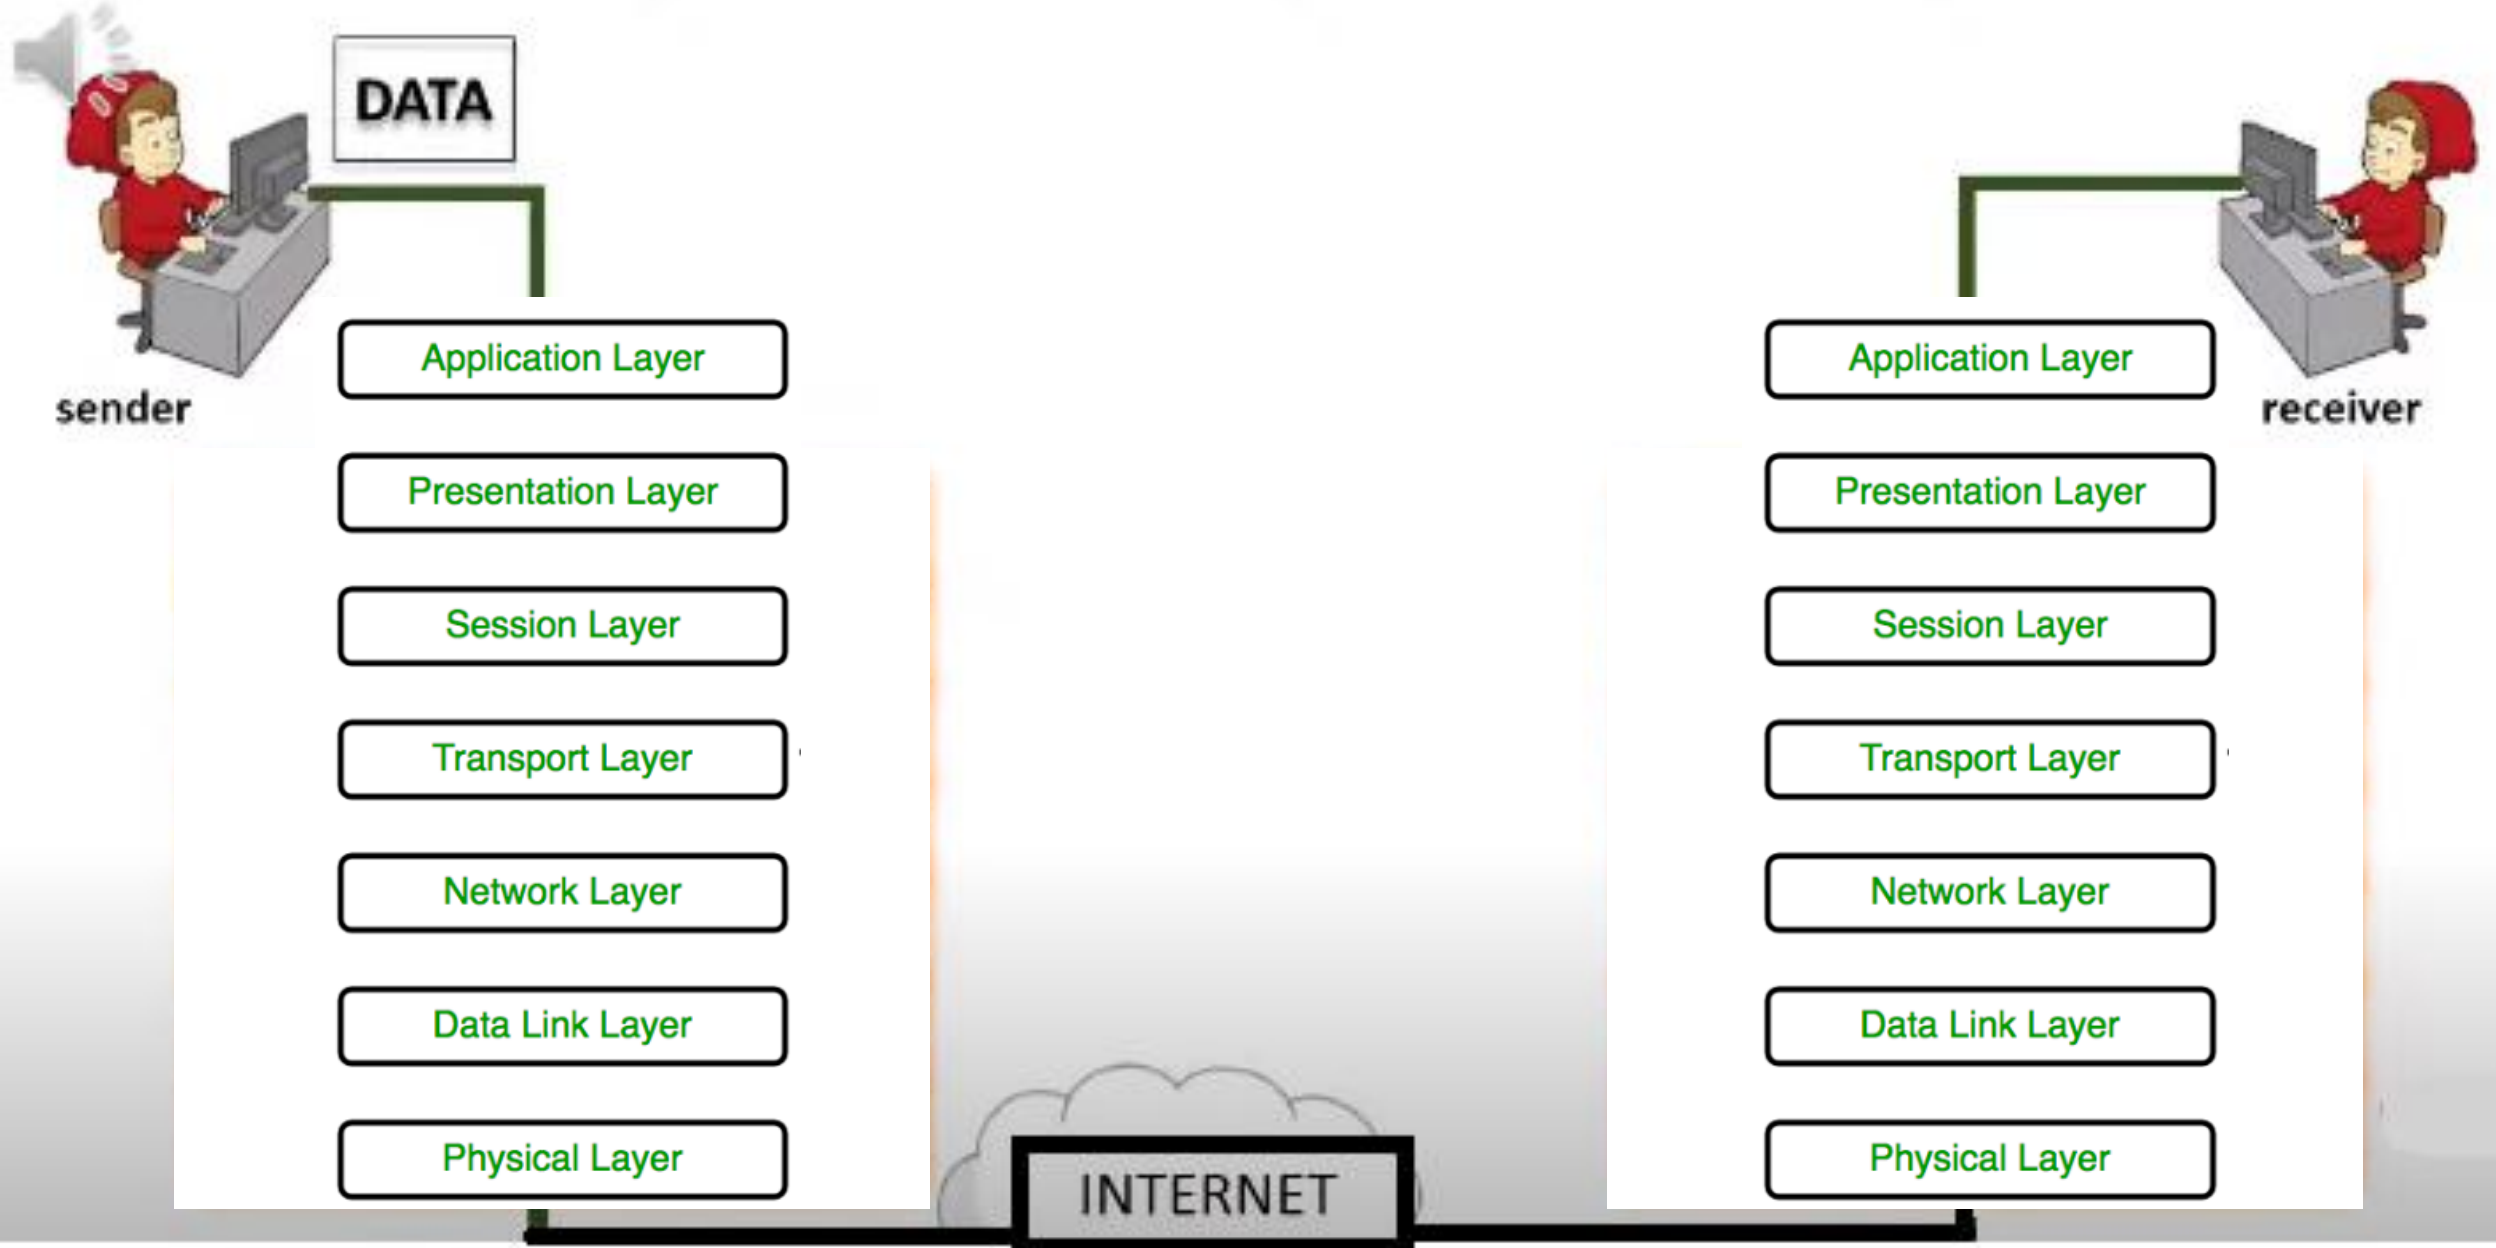 DATA
sender
receiver
Application Layer
Presentation Layer
Session Layer
Transport Layer
Network Layer
Data Link Layer
Physical Layer
INTERNET
Application Layer
Presentation Layer
Session Layer
Transport Layer
Network Layer
Data Link Layer
Physical Layer